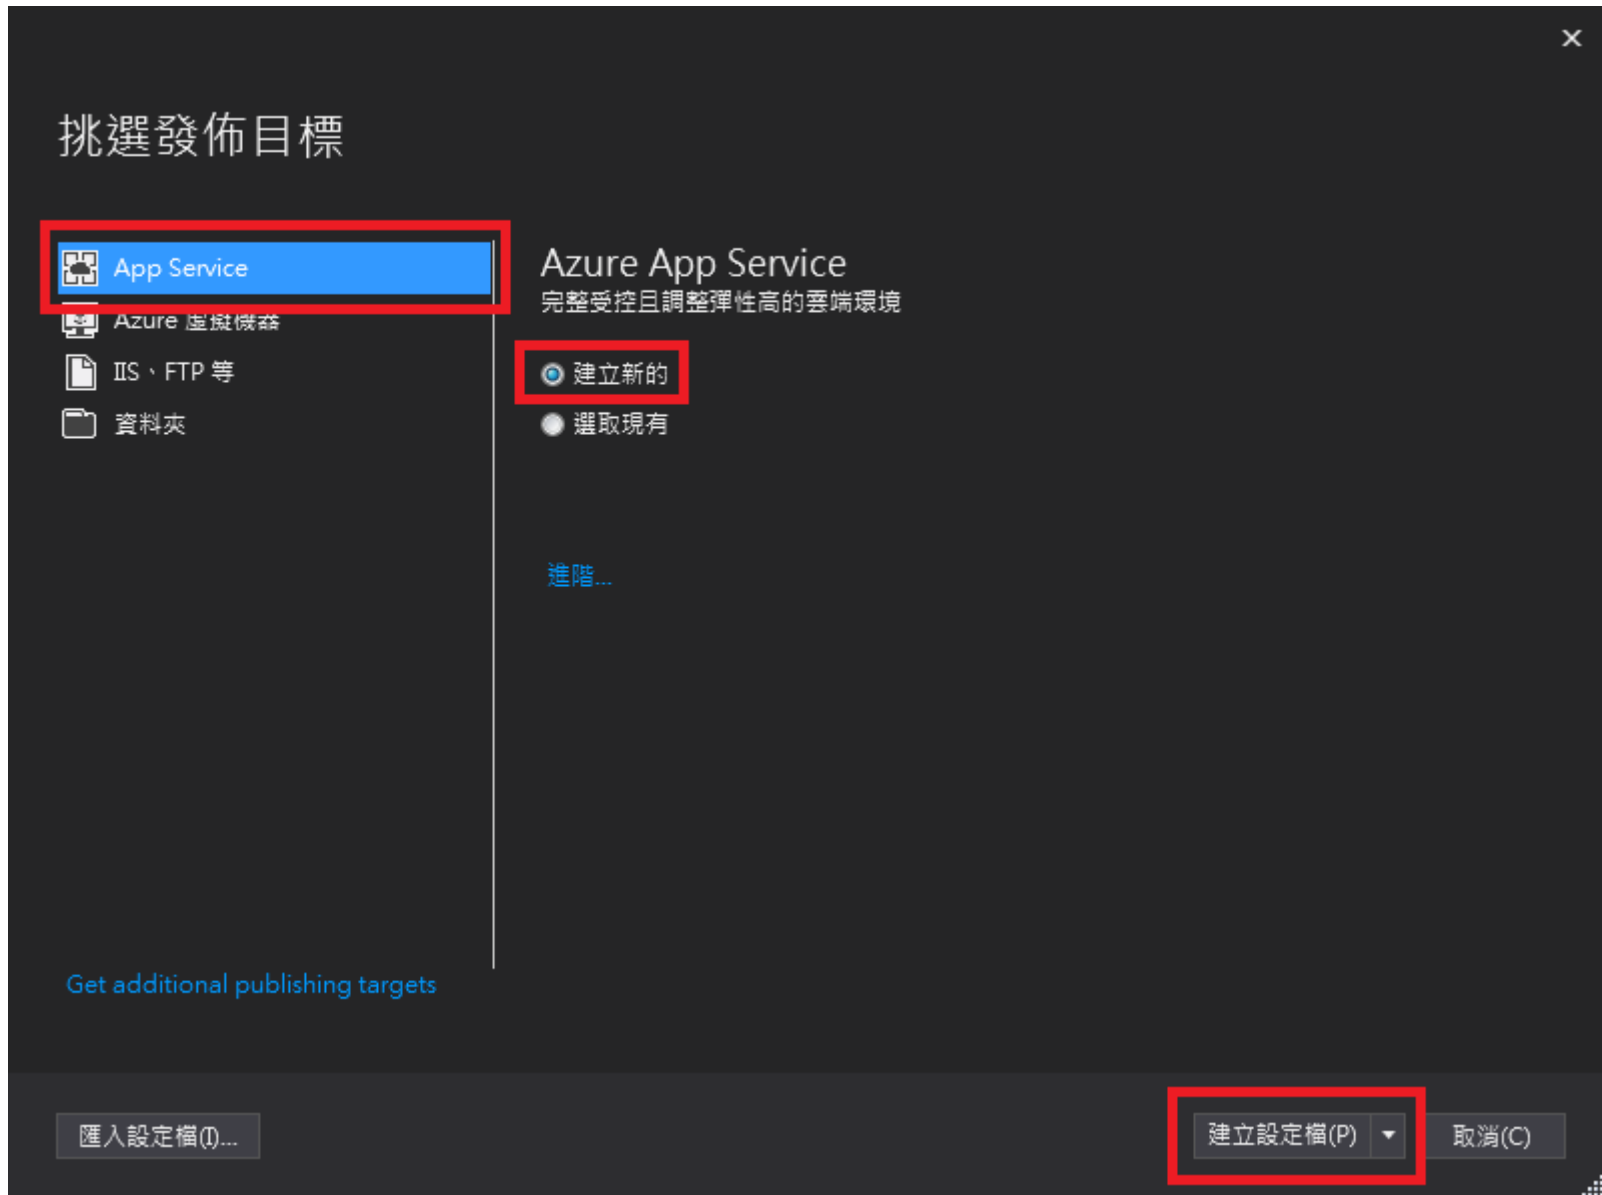 挑選發佈目標
App Service
Azure 虛擬機器
IIS、FTP 等
資料夾
Get additional publishing targets
Azure App Service
完整受控且調整彈性高的雲端環境
建立新的
選取現有
進階...
匯入設定檔(I)...
建立設定檔(P)
取消(C)